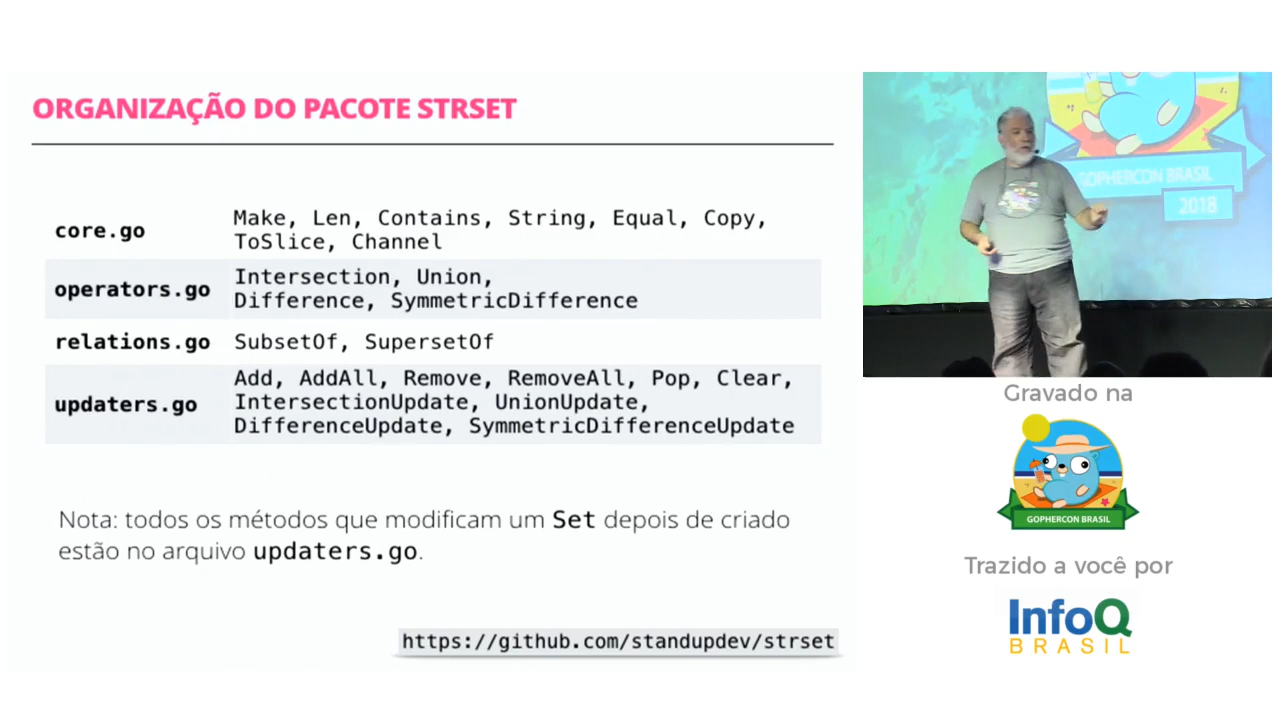 ORGANIZAÇÃO DO PACOTE STRSET
core.go
Make, Len, Contains, String, Equal, Copy,
ToSlice, Channel
operators.go
Intersection, Union,
Difference, SymmetricDifference
relations.go
SubsetOf, SupersetOf
updaters.go
Add, AddAll, Remove, RemoveAll, Pop, Clear,
IntersectionUpdate, UnionUpdate,
DifferenceUpdate, SymmetricDifferenceUpdate
Nota: todos os métodos que modificam um Set depois de criado
estão no arquivo updaters.go.
https://github.com/standupdev/strset
GOPHERCON BRASIL
2018
Gravado na
GOPHERCON BRASIL
Trazido a você por
InfoQ
BRASIL